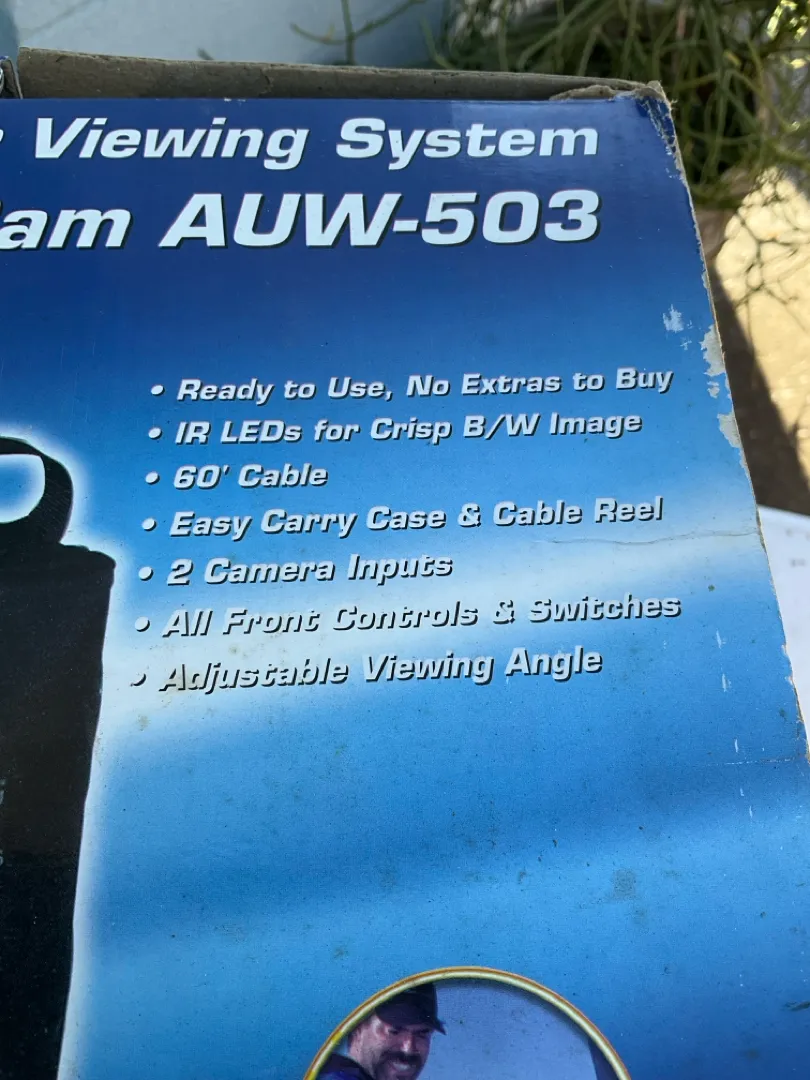 Viewing System
am AUW-503
• Ready to Use, No Extras to Buy
• IR LEDs for Crisp B/W Image
• 60' Cable
• Easy Carry Case & Cable Reel
• 2 Camera Inputs
• All Front Controls & Switches
• Adjustable Viewing Angle